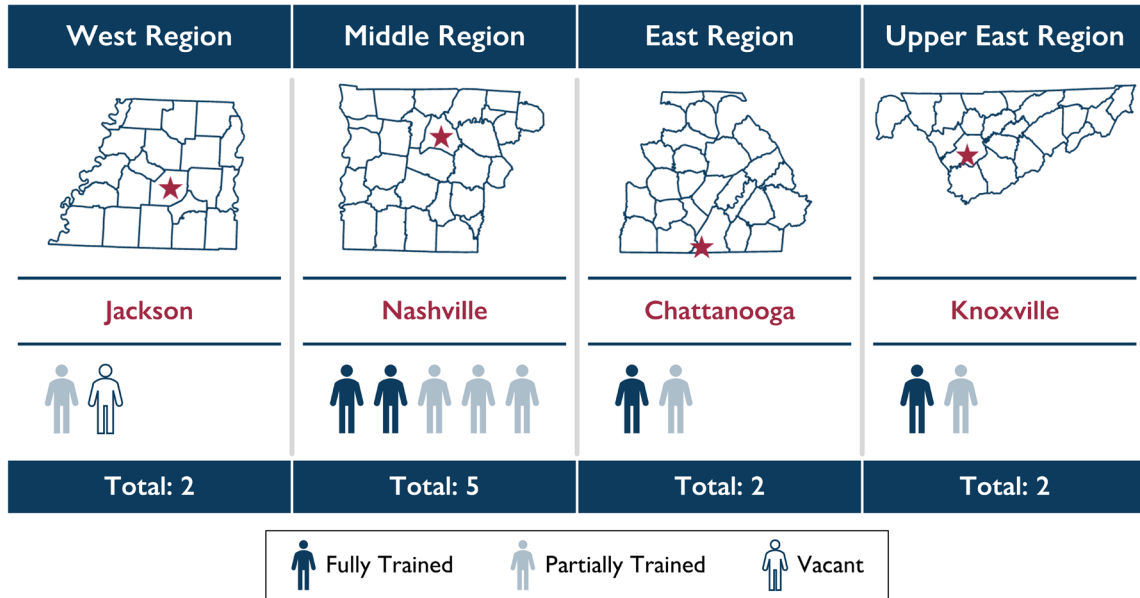 West Region
Middle Region
East Region
Upper East Region
Jackson
Nashville
Chattanooga
Knoxville
Total: 2
Total: 5
Total: 2
Total: 2
Fully Trained
Partially Trained
Vacant